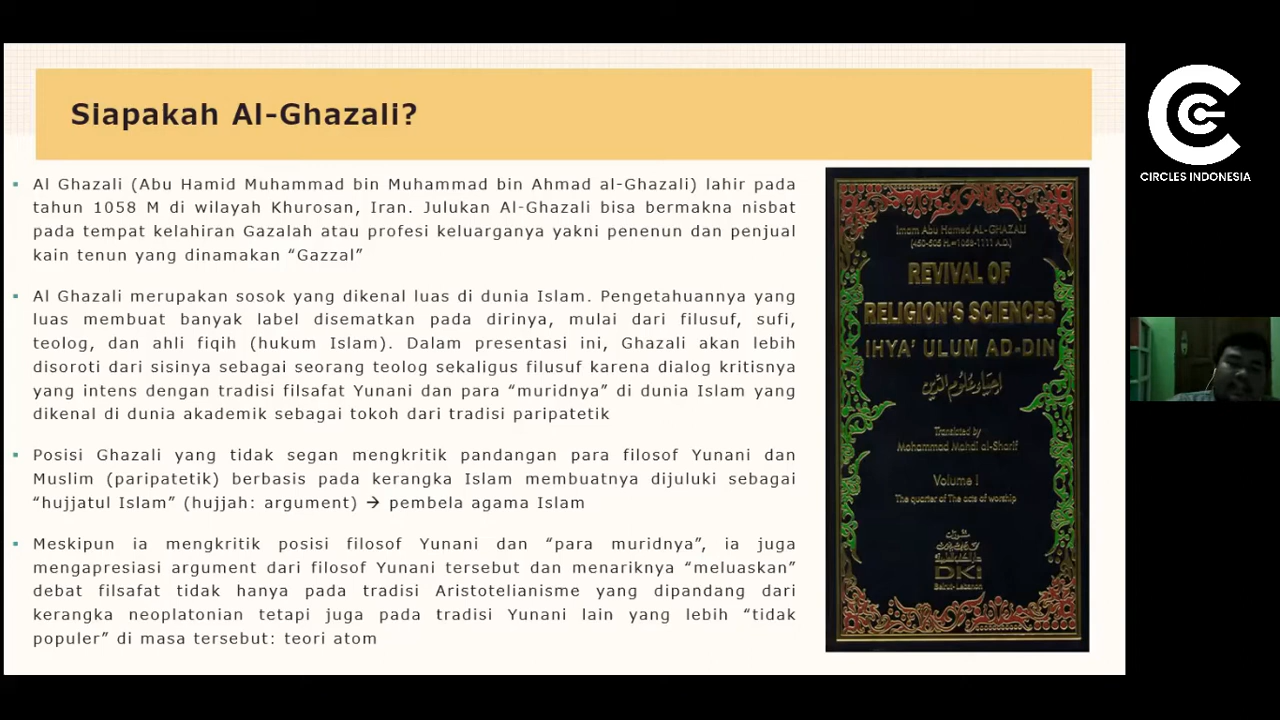 Siapakah Al-Ghazali?
Al Ghazali (Abu Hamid Muhammad bin Muhammad bin Ahmad al-Ghazali) lahir pada
tahun 1058 M di wilayah Khurosan, Iran. Julukan Al-Ghazali bisa bermakna nisbat
pada tempat kelahiran Gazalah atau profesi keluarganya yakni penenun dan penjual
kain tenun yang dinamakan “Gazzal”
Al Ghazali merupakan sosok yang dikenal luas di dunia Islam. Pengetahuannya yang
luas membuat banyak label disematkan pada dirinya, mulai dari filusuf, sufi,
teolog, dan ahli fiqih (hukum Islam). Dalam presentasi ini, Ghazali akan lebih
disoroti dari sisinya sebagai seorang teolog sekaligus filusuf karena dialog kritisnya
yang intens dengan tradisi filsafat Yunani dan para “muridnya” di dunia Islam yang
dikenal di dunia akademik sebagai tokoh dari tradisi paripatetik
Posisi Ghazali yang tidak segan mengkritik pandangan para filosof Yunani dan
Muslim (paripatetik) berbasis pada kerangka Islam membuatnya dijuluki sebagai
“hujjatul Islam” (hujjah: argument) → pembela agama Islam
Meskipun ia mengkritik posisi filosof Yunani dan “para muridnya”, ia juga
mengapresiasi argument dari filosof Yunani tersebut dan menariknya “meluaskan”
debat filsafat tidak hanya pada tradisi Aristotelianisme yang dipandang dari
kerangka neoplatonian tetapi juga pada tradisi Yunani lain yang lebih “tidak
populer” di masa tersebut: teori atom
Imam Abu Hamed AL-GHAZALI
(450-505 H.=1058-1111 A.D.)
REVIVAL OF
RELIGION'S SCIENCES
IHYA' ULUM AD-DIN
إحياء علوم الدين
Translated by
Mohammad Mahdi al-Sharif
Volume I
The quarter of The acts of worship
DKi
Beirut-Lebanon
CIRCLES INDONESIA